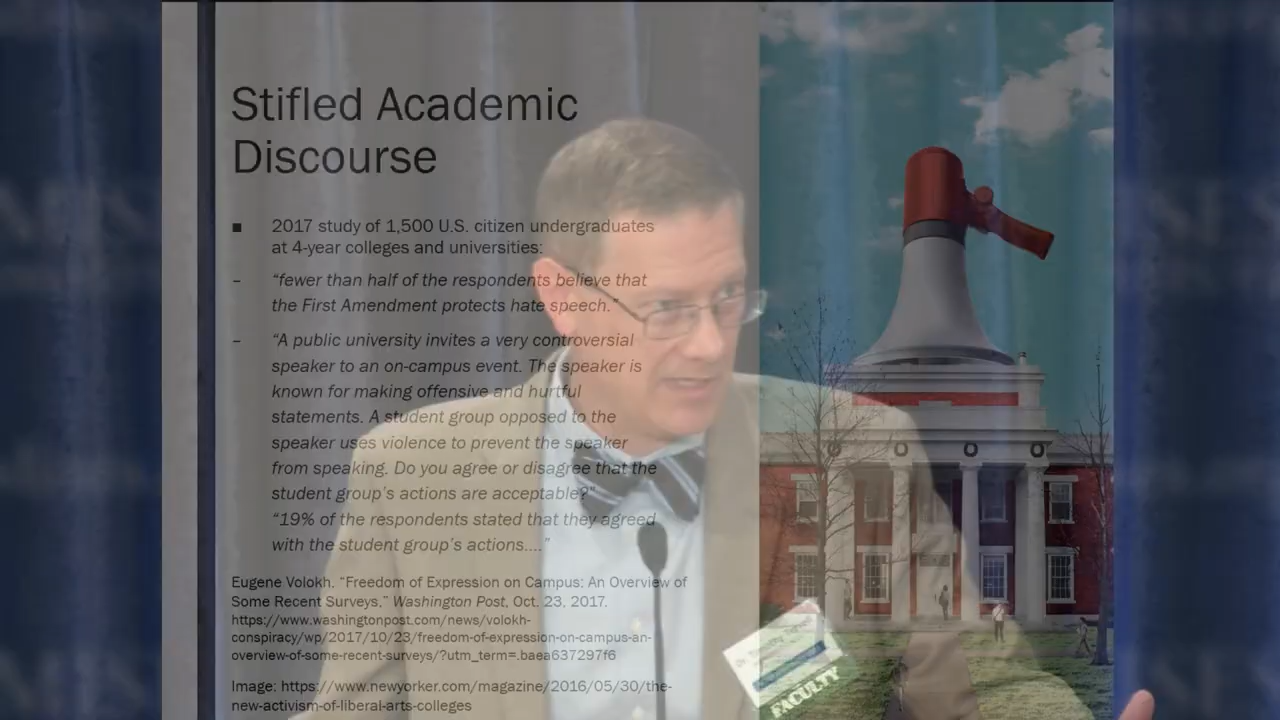 Stifled Academic
Discourse
■ 2017 study of 1,500 U.S. citizen undergraduates
at 4-year colleges and universities:
– “fewer than half of the respondents believe that
the First Amendment protects hate speech.”
– “A public university invites a very controversial
speaker to an on-campus event. The speaker is
known for making offensive and hurtful
statements. A student group opposed to the
speaker uses violence to prevent the speaker
from speaking. Do you agree or disagree that the
student group’s actions are acceptable?”
“19% of the respondents stated that they agreed
with the student group’s actions....”
Eugene Volokh. “Freedom of Expression on Campus: An Overview of
Some Recent Surveys,” Washington Post, Oct. 23, 2017.
https://www.washingtonpost.com/news/volokh-
conspiracy/wp/2017/10/23/freedom-of-expression-on-campus-an-
overview-of-some-recent-surveys/?utm_term=.baea637297f6
Image: https://www.newyorker.com/magazine/2016/05/30/the-
new-activism-of-liberal-arts-colleges
FACULTY